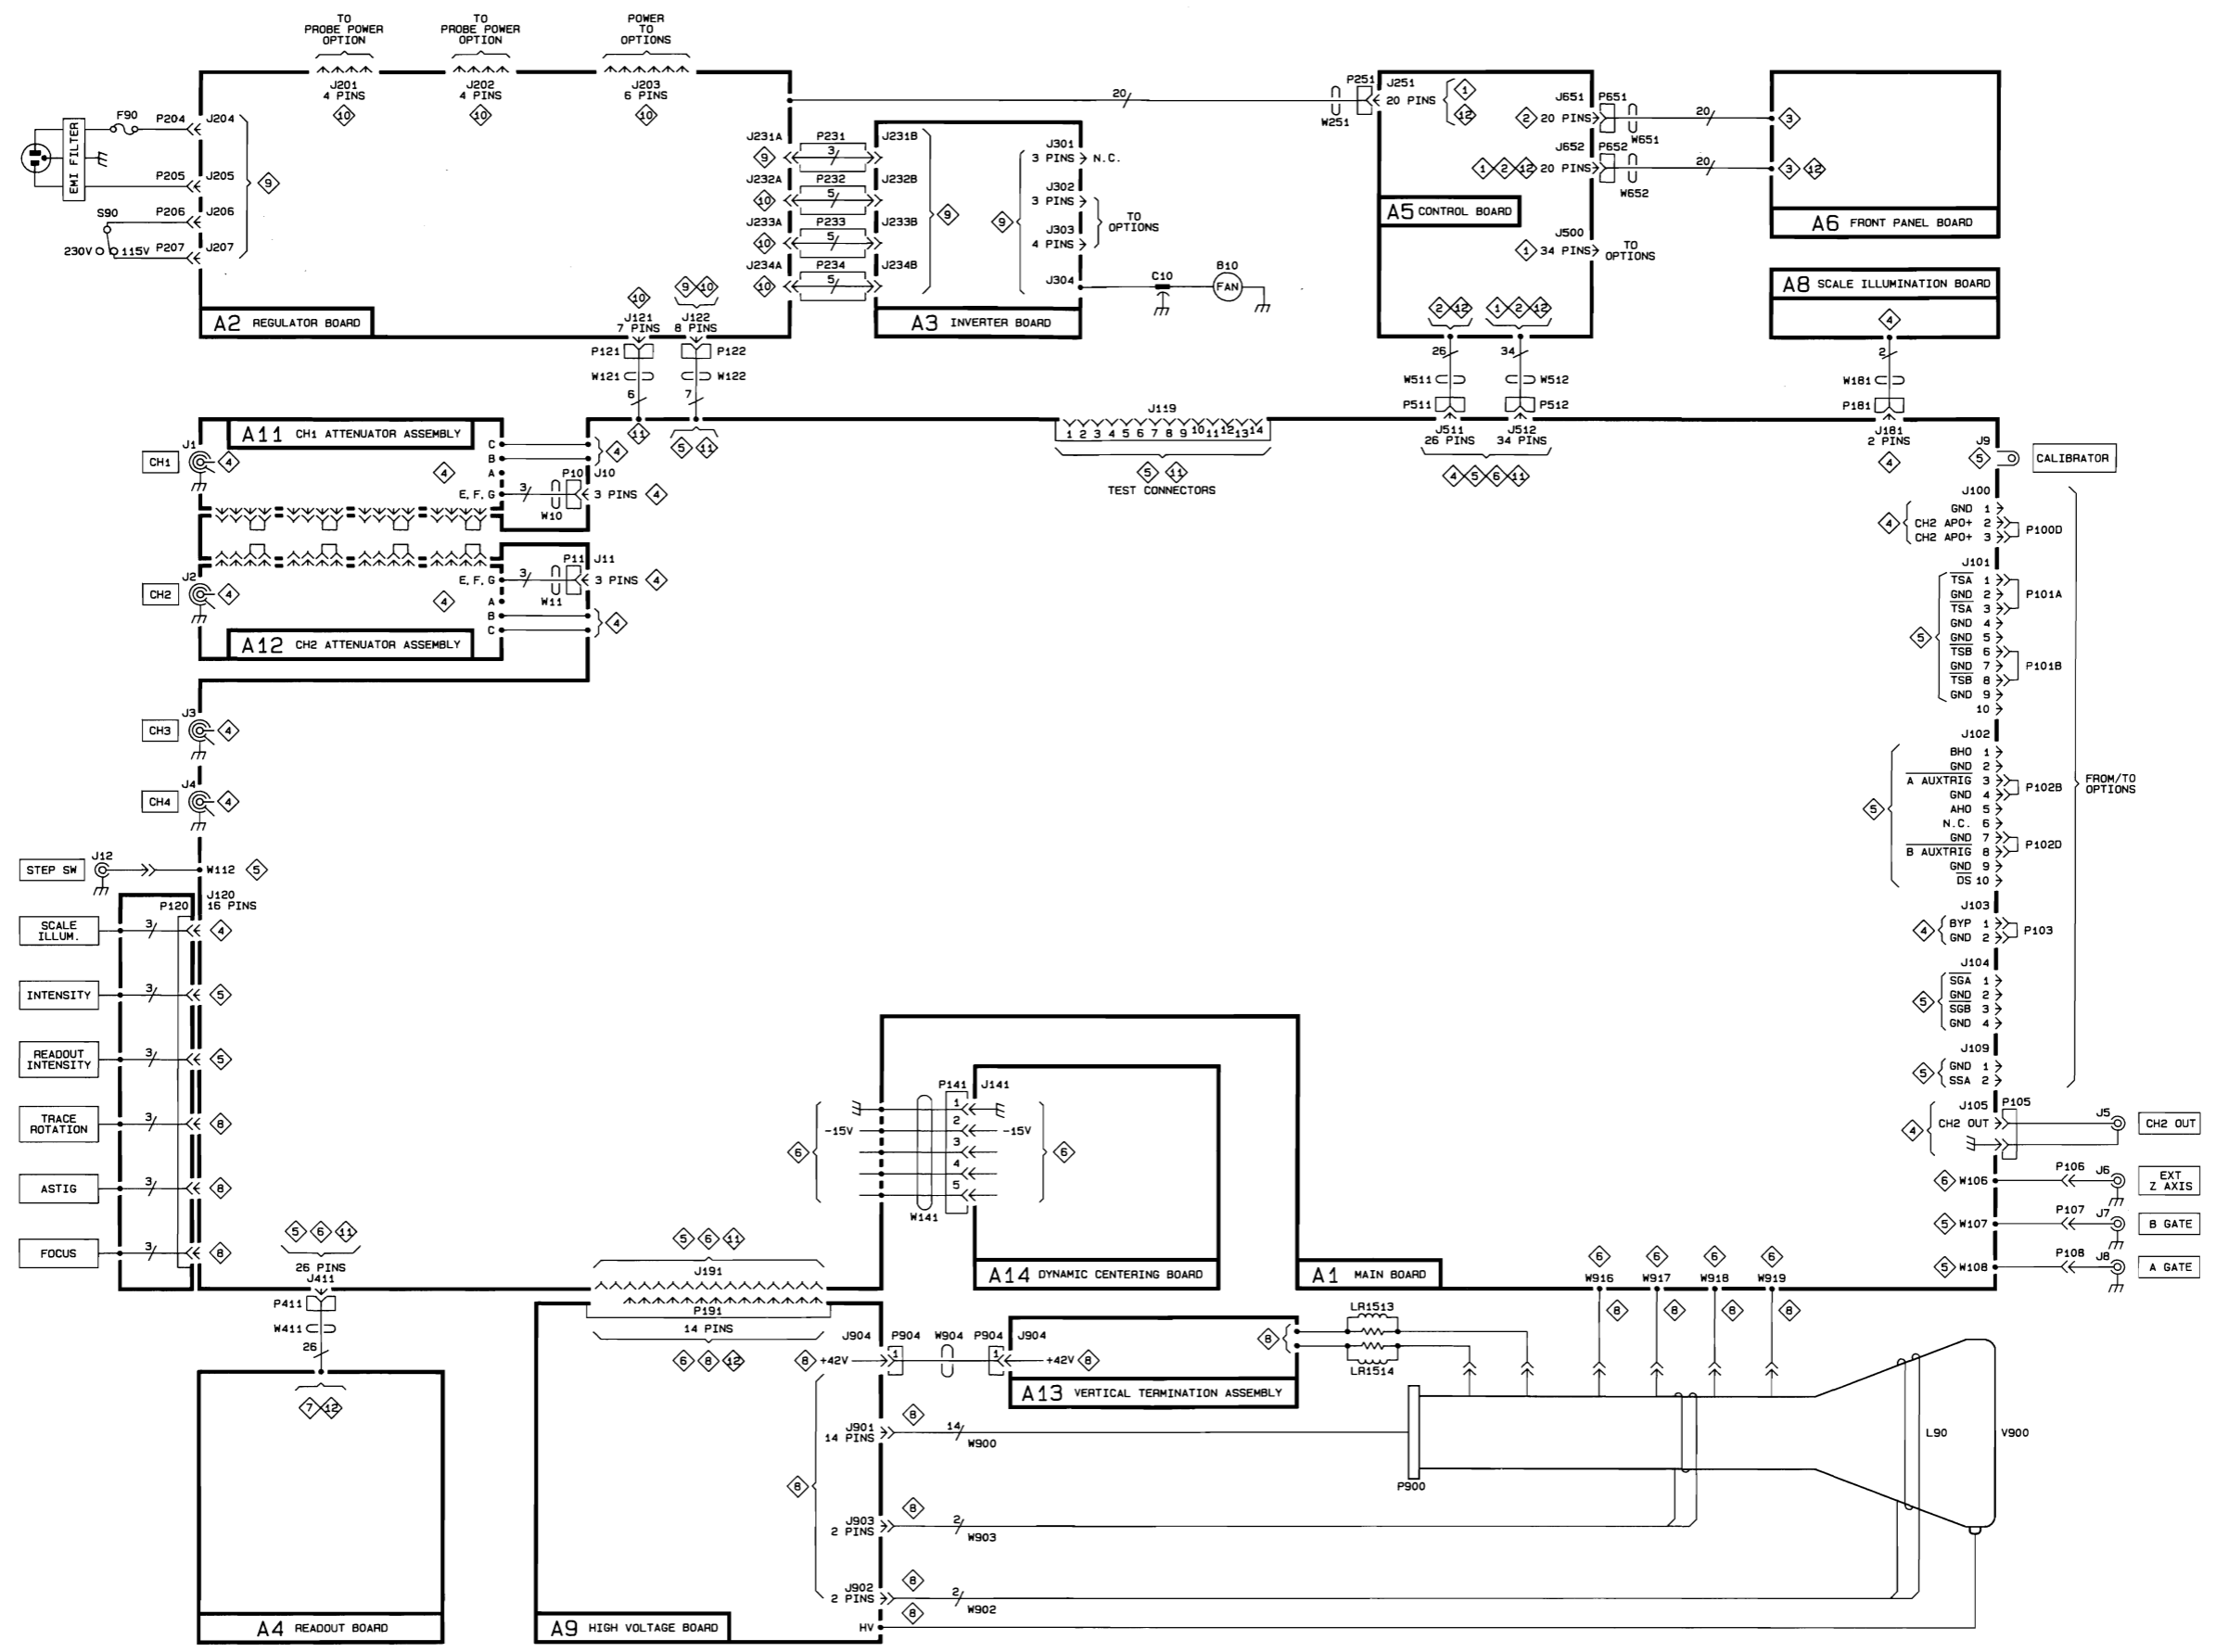 TO
PROBE POWER
OPTION
TO
PROBE POWER
OPTION
POWER
TO
OPTIONS
J201
4 PINS
10
J202
4 PINS
10
J203
6 PINS
10
EMI FILTER
F90
P204
J204
P205
J205
9
S90
P206
J206
230V
115V
P207
J207
A2 REGULATOR BOARD
J231A
P231
J231B
9
3
J232A
P232
J232B
10
5
J233A
P233
J233B
10
5
J234A
P234
J234B
10
5
9
9
J301
3 PINS
N.C.
J302
3 PINS
J303
4 PINS
TO
OPTIONS
J304
C10
B10
FAN
A3 INVERTER BOARD
20
W251
P251
J251
20 PINS
1
12
J651
P651
2
20 PINS
W651
20
3
J652
P652
1 2 12
20 PINS
W652
20
3 12
A5 CONTROL BOARD
J500
1
34 PINS
TO
OPTIONS
A6 FRONT PANEL BOARD
A8 SCALE ILLUMINATION BOARD
4
2 12
1 2 12
10
J121
7 PINS
9 10
J122
8 PINS
P121
P122
W121
W122
6
7
11
5 11
26
34
W511
W512
P511
P512
J511
26 PINS
J512
34 PINS
4 5 6 11
2
W181
P181
J181
2 PINS
4
J119
1 2 3 4 5 6 7 8 9 10 11 12 13 14
5 11
TEST CONNECTORS
A11 CH1 ATTENUATOR ASSEMBLY
J1
CH1
4
4
C
B
A
E, F, G
4
3
W10
P10
J10
3 PINS
4
J2
CH2
4
4
E, F, G
A
B
C
3
W11
P11
J11
3 PINS
4
4
A12 CH2 ATTENUATOR ASSEMBLY
J3
CH3
4
J4
CH4
4
STEP SW
J12
W112
5
P120
J120
16 PINS
SCALE
ILLUM.
3
4
INTENSITY
3
5
READOUT
INTENSITY
3
5
TRACE
ROTATION
3
8
ASTIG
3
8
FOCUS
3
8
J9
5
CALIBRATOR
J100
GND 1
CH2 APO+ 2
CH2 APO+ 3
4
P100D
J101
TSA 1
GND 2
TSA 3
GND 4
GND 5
TSB 6
GND 7
TSB 8
GND 9
10
5
P101A
P101B
J102
BHO 1
GND 2
A AUXTRIG 3
GND 4
AHO 5
N.C. 6
GND 7
B AUXTRIG 8
GND 9
DS 10
5
P102B
P102D
FROM/TO
OPTIONS
J103
BYP 1
GND 2
4
P103
J104
SGA 1
GND 2
SGB 3
GND 4
5
J109
GND 1
SSA 2
5
J105
P105
CH2 OUT
4
J5
CH2 OUT
6
W106
P106
J6
EXT
Z AXIS
5
W107
P107
J7
B GATE
5
W108
P108
J8
A GATE
P141
J141
1
2
3
4
5
-15V
-15V
6
6
W141
A14 DYNAMIC CENTERING BOARD
A1 MAIN BOARD
6
W916
8
6
W917
8
6
W918
8
6
W919
8
5 6 11
26 PINS
J411
P411
W411
26
7 12
A4 READOUT BOARD
5 6 11
J191
P191
14 PINS
6 8 12
J904
P904
W904
P904
J904
8
+42V
1
1
+42V
8
8
A13 VERTICAL TERMINATION ASSEMBLY
LR1513
LR1514
J901
14 PINS
8
14
W900
P900
8
J903
2 PINS
8
2
W903
J902
2 PINS
8
2
W902
8
HV
L90
V900
A9 HIGH VOLTAGE BOARD